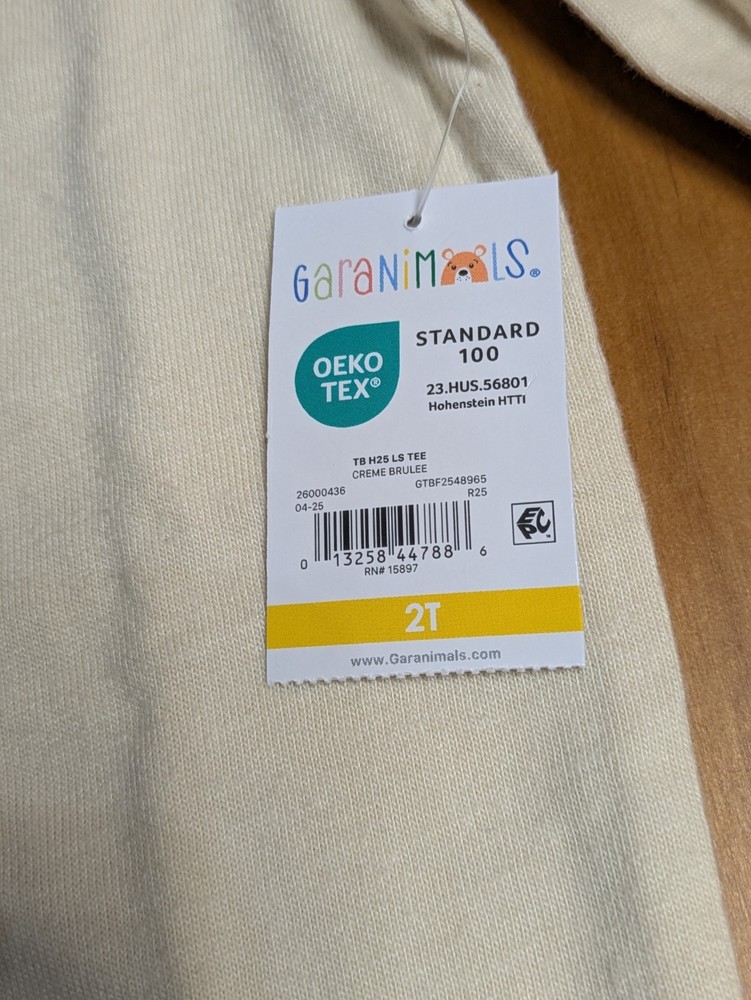 GaraNiMALS®
OEKO
TEX®
STANDARD
100
23.HUS.56801
Hohenstein HTTI
TB H25 LS TEE
CREME BRULEE
26000436
GTBF2548965
04-25
R25
0 13258 44788 6
RN# 15897
EPC™
2T
www.Garanimals.com